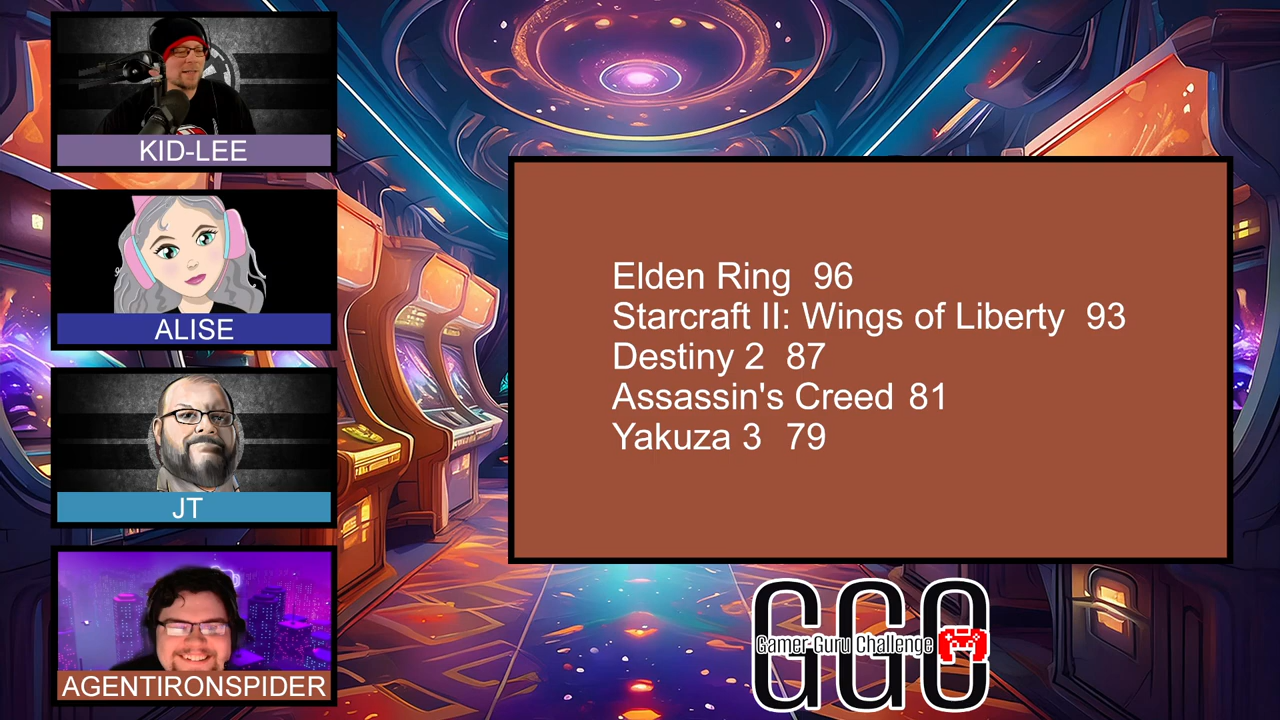 KID-LEE
ALISE
JT
AGENTIRONSPIDER
Elden Ring 96
Starcraft II: Wings of Liberty 93
Destiny 2 87
Assassin's Creed 81
Yakuza 3 79
GGC
Gamer Guru Challenge